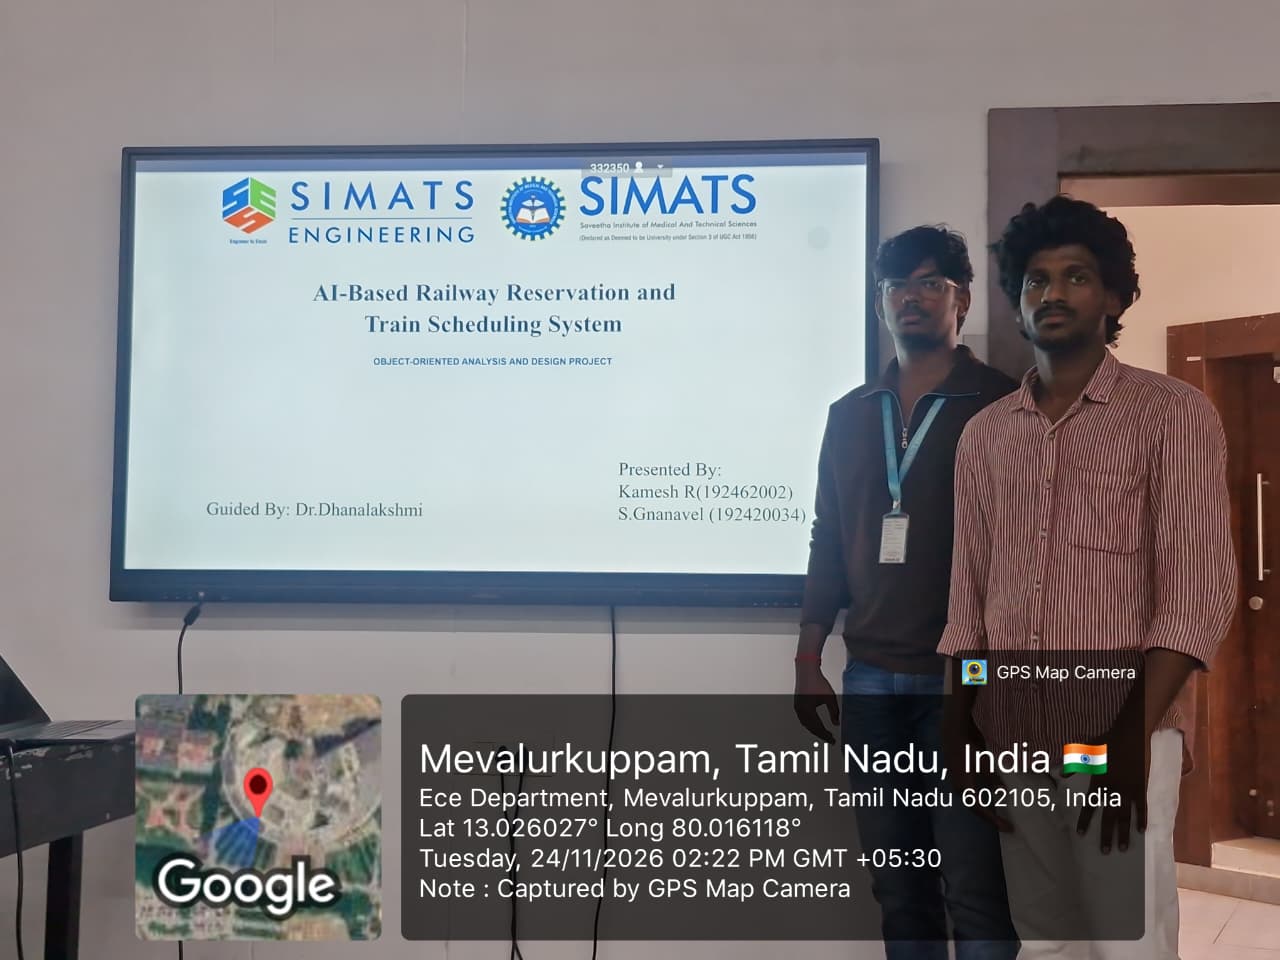 332350
SIMATS
ENGINEERING
Engineer to Excel
SIMATS
Saveetha Institute of Medical And Technical Sciences
(Declared as Deemed to be University under Section 3 of UGC Act 1956)
AI-Based Railway Reservation and
Train Scheduling System
OBJECT-ORIENTED ANALYSIS AND DESIGN PROJECT
Presented By:
Kamesh R(192462002)
S.Gnanavel (192420034)
Guided By: Dr.Dhanalakshmi
GPS Map Camera
Google
Mevalurkuppam, Tamil Nadu, India
Ece Department, Mevalurkuppam, Tamil Nadu 602105, India
Lat 13.026027° Long 80.016118°
Tuesday, 24/11/2026 02:22 PM GMT +05:30
Note : Captured by GPS Map Camera